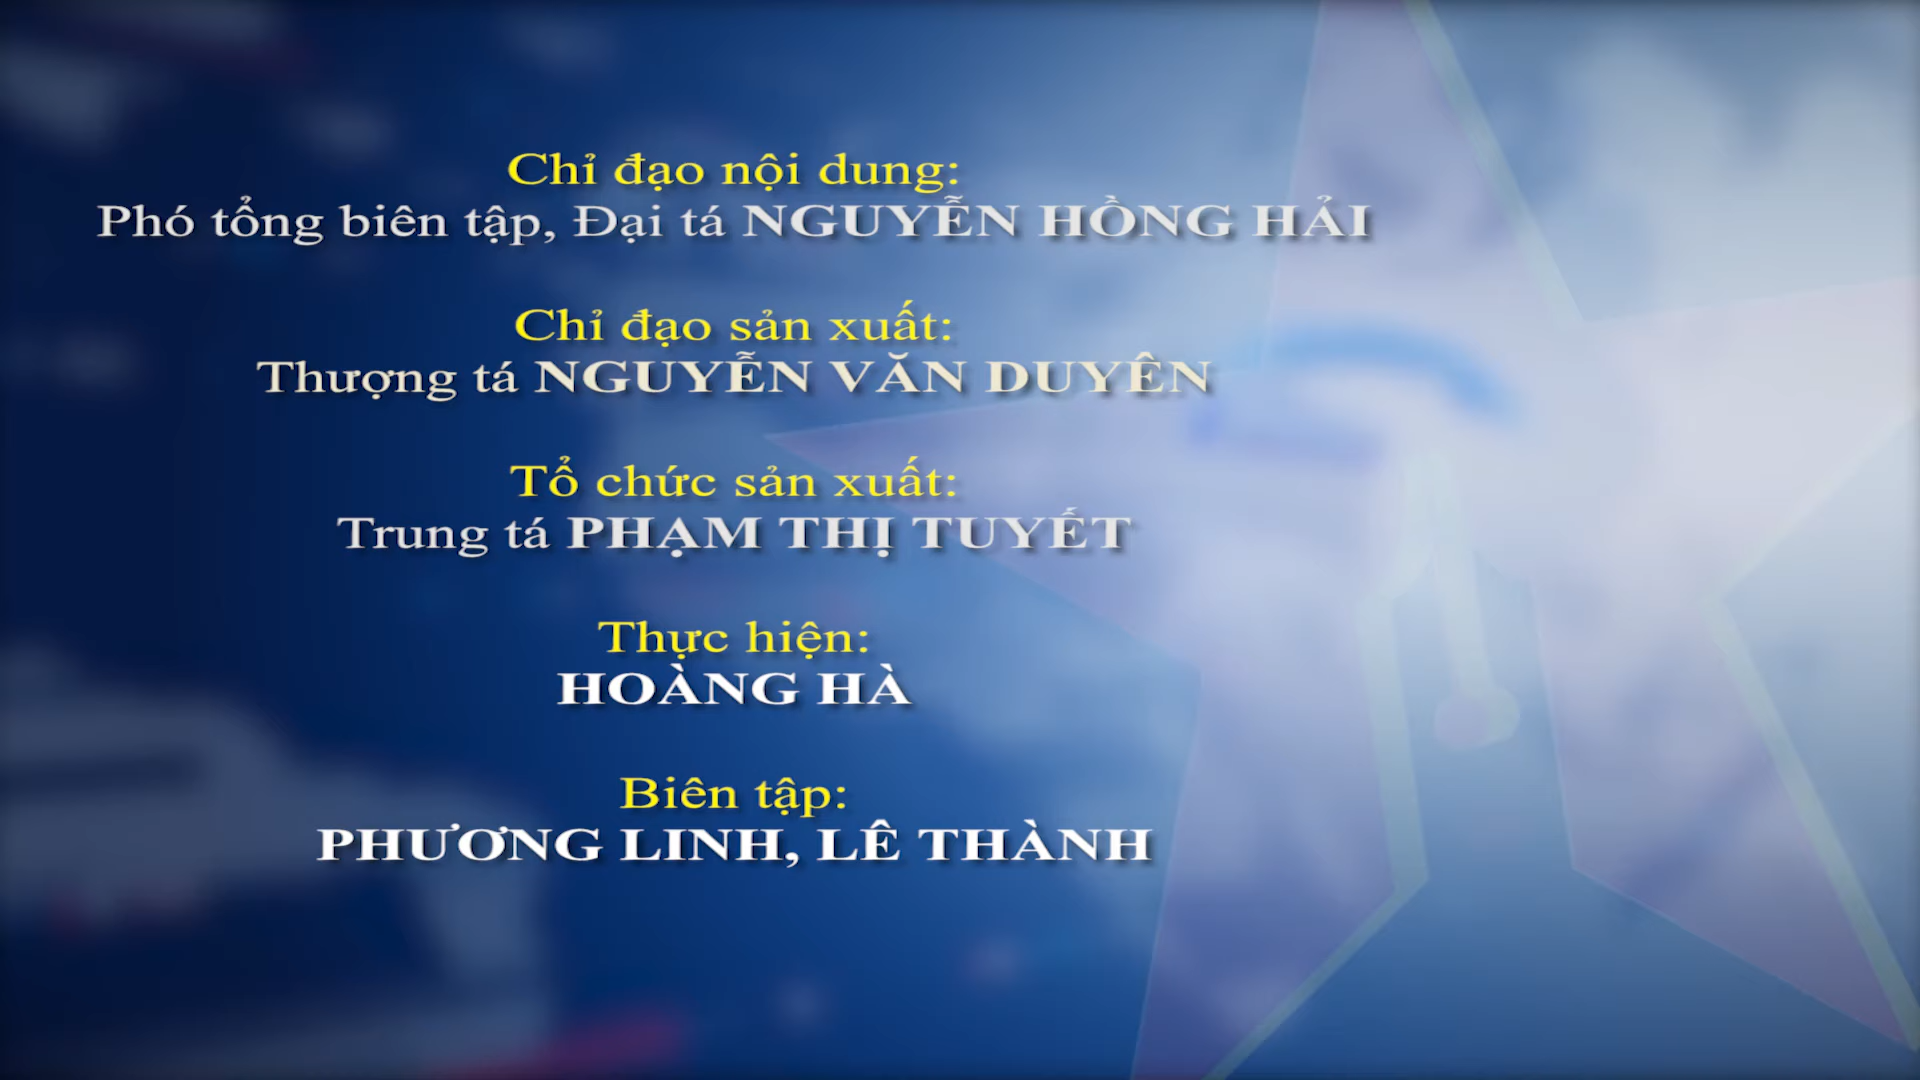 Chỉ đạo nội dung:
Phó tổng biên tập, Đại tá NGUYỄN HỒNG HẢI
Chỉ đạo sản xuất:
Thượng tá NGUYỄN VĂN DUYÊN
Tổ chức sản xuất:
Trung tá PHẠM THỊ TUYẾT
Thực hiện:
HOÀNG HÀ
Biên tập:
PHƯƠNG LINH, LÊ THÀNH